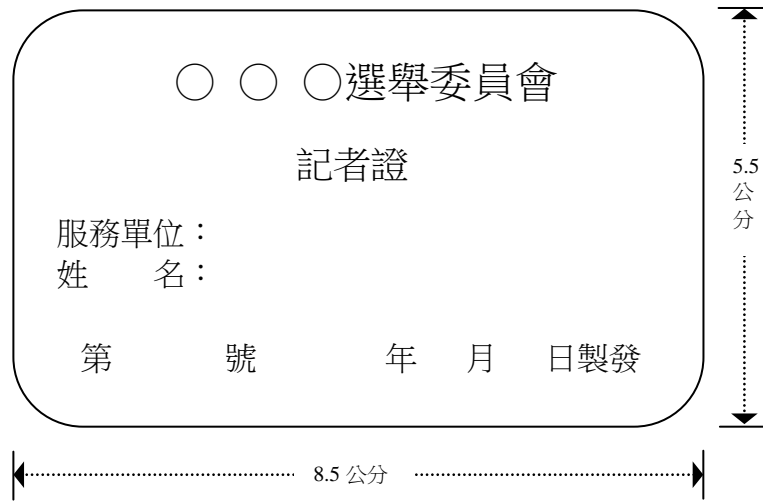 ○ ○ ○選舉委員會
記者證
服務單位：
姓　　名：
第　　　號　　　　年　月　日製發
5.5
公
分
8.5 公分